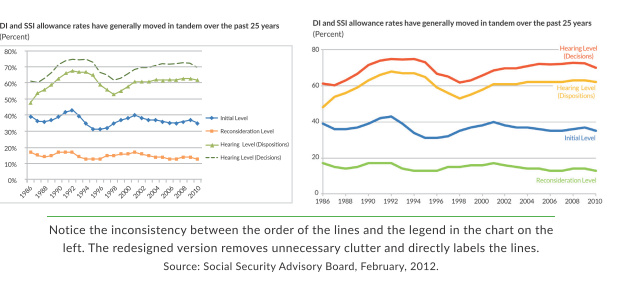 DI and SSI allowance rates have generally moved in tandem over the past 25 years
(Percent)
80%
70%
60%
50%
40%
30%
20%
10%
0%
1986 1988 1990 1992 1994 1996 1998 2000 2002 2004 2006 2008 2010
Initial Level
Reconsideration Level
Hearing Level (Dispositions)
Hearing Level (Decisions)
DI and SSI allowance rates have generally moved in tandem over the past 25 years
(Percent)
80
60
40
20
0
1986 1988 1990 1992 1994 1996 1998 2000 2002 2004 2006 2008 2010
Hearing Level
(Decisions)
Hearing Level
(Dispositions)
Initial Level
Reconsideration Level
Notice the inconsistency between the order of the lines and the legend in the chart on the
left. The redesigned version removes unnecessary clutter and directly labels the lines.
Source: Social Security Advisory Board, February, 2012.